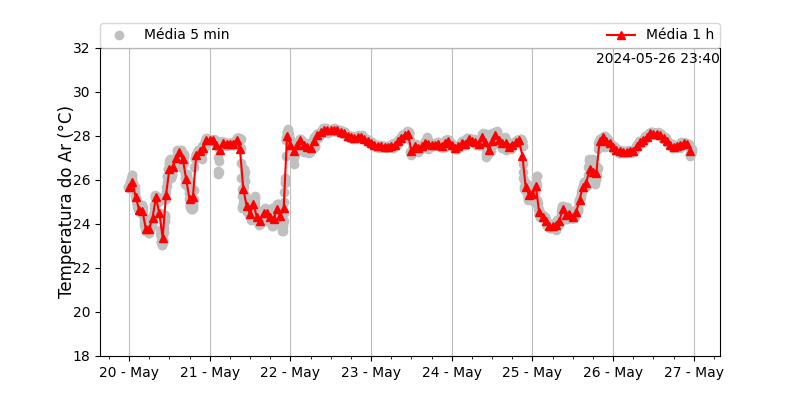 Média 5 min
Média 1 h
2024-05-26 23:40
Temperatura do Ar (°C)
32
30
28
26
24
22
20
18
20 - May
21 - May
22 - May
23 - May
24 - May
25 - May
26 - May
27 - May